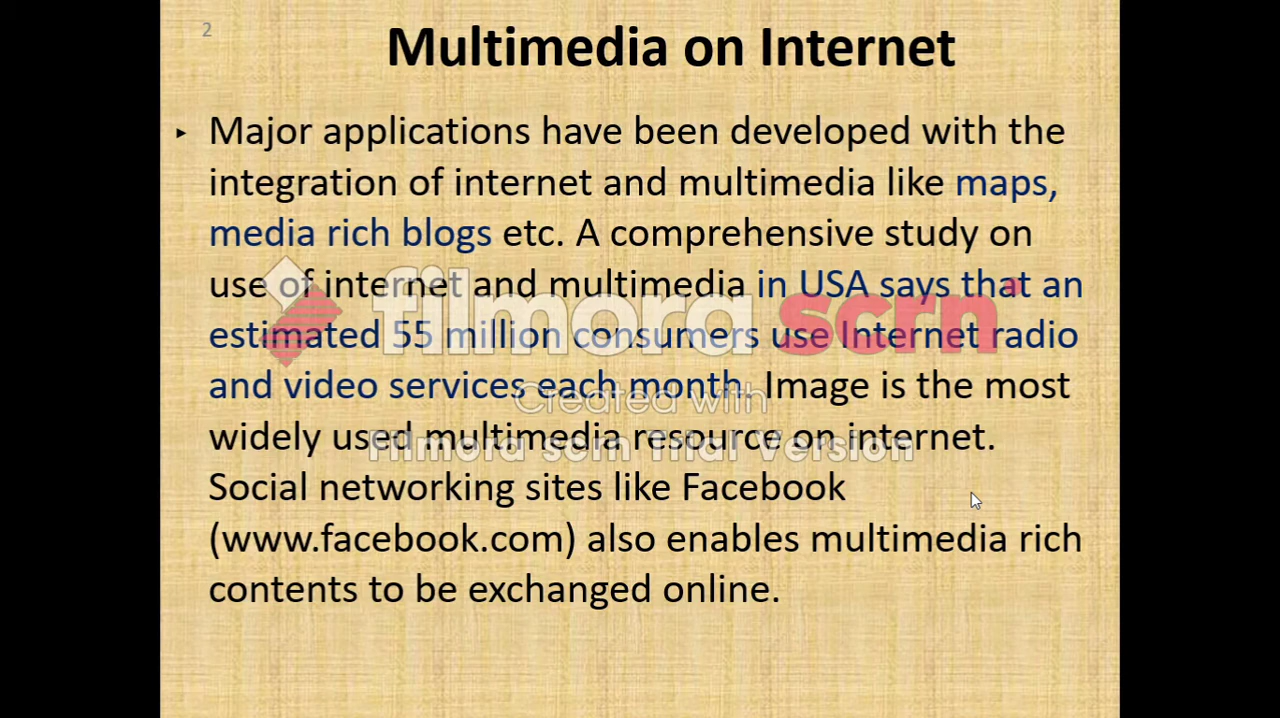 2
Multimedia on Internet
‣ Major applications have been developed with the
integration of internet and multimedia like maps,
media rich blogs etc. A comprehensive study on
use of internet and multimedia in USA says that an
estimated 55 million consumers use Internet radio
and video services each month. Image is the most
widely used multimedia resource on internet.
Social networking sites like Facebook
(www.facebook.com) also enables multimedia rich
contents to be exchanged online.
filmora scrn
Created with
Filmora scrn Trial Version